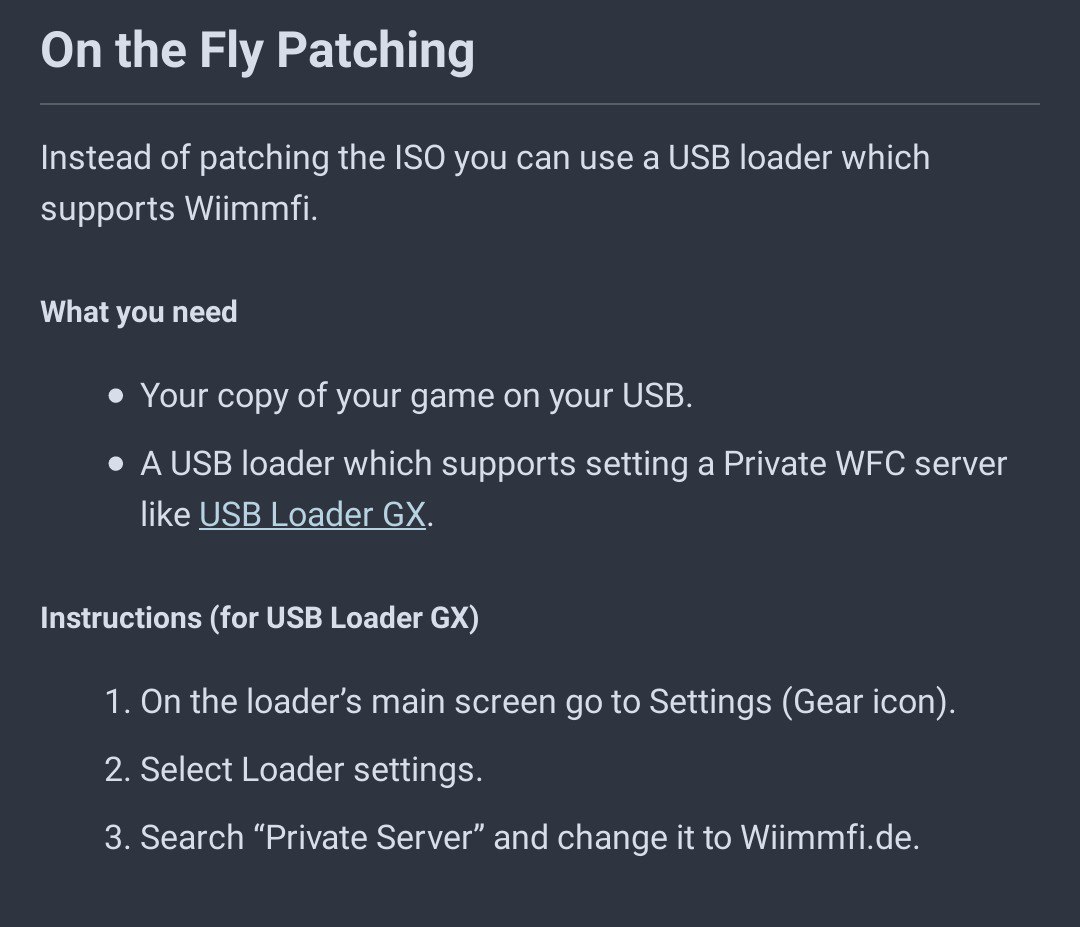 On the Fly Patching
Instead of patching the ISO you can use a USB loader which
supports Wiimmfi.
What you need
• Your copy of your game on your USB.
• A USB loader which supports setting a Private WFC server
like USB Loader GX.
Instructions (for USB Loader GX)
1. On the loader’s main screen go to Settings (Gear icon).
2. Select Loader settings.
3. Search “Private Server” and change it to Wiimmfi.de.